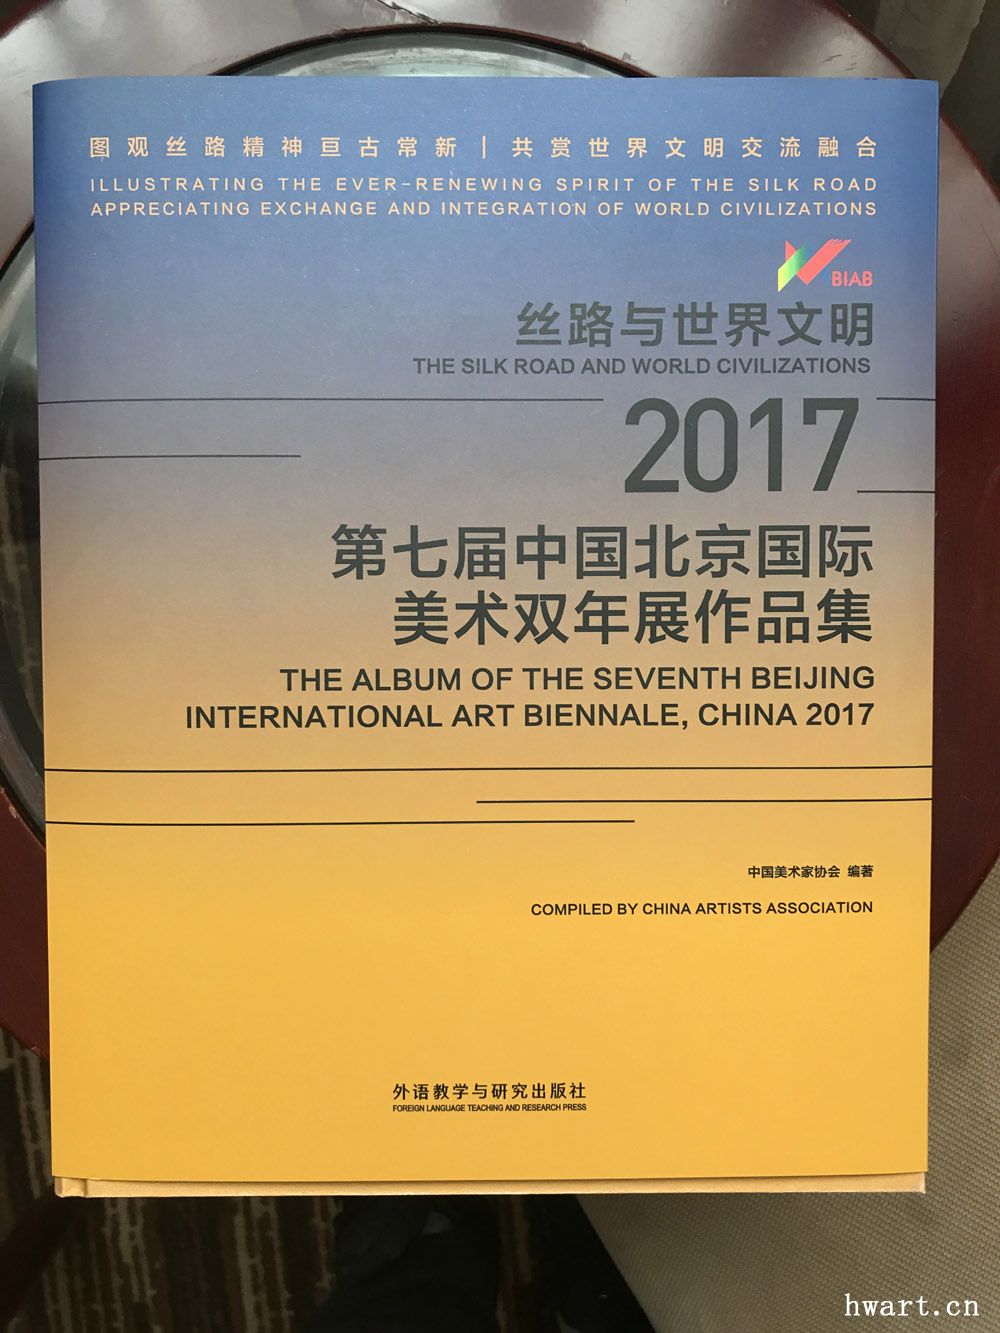 图观丝路精神亘古常新｜共赏世界文明交流融合
ILLUSTRATING THE EVER-RENEWING SPIRIT OF THE SILK ROAD
APPRECIATING EXCHANGE AND INTEGRATION OF WORLD CIVILIZATIONS
BIAB
丝路与世界文明
THE SILK ROAD AND WORLD CIVILIZATIONS
2017
第七届中国北京国际
美术双年展作品集
THE ALBUM OF THE SEVENTH BEIJING
INTERNATIONAL ART BIENNALE, CHINA 2017
中国美术家协会 编著
COMPILED BY CHINA ARTISTS ASSOCIATION
外语教学与研究出版社
FOREIGN LANGUAGE TEACHING AND RESEARCH PRESS
hwart.cn